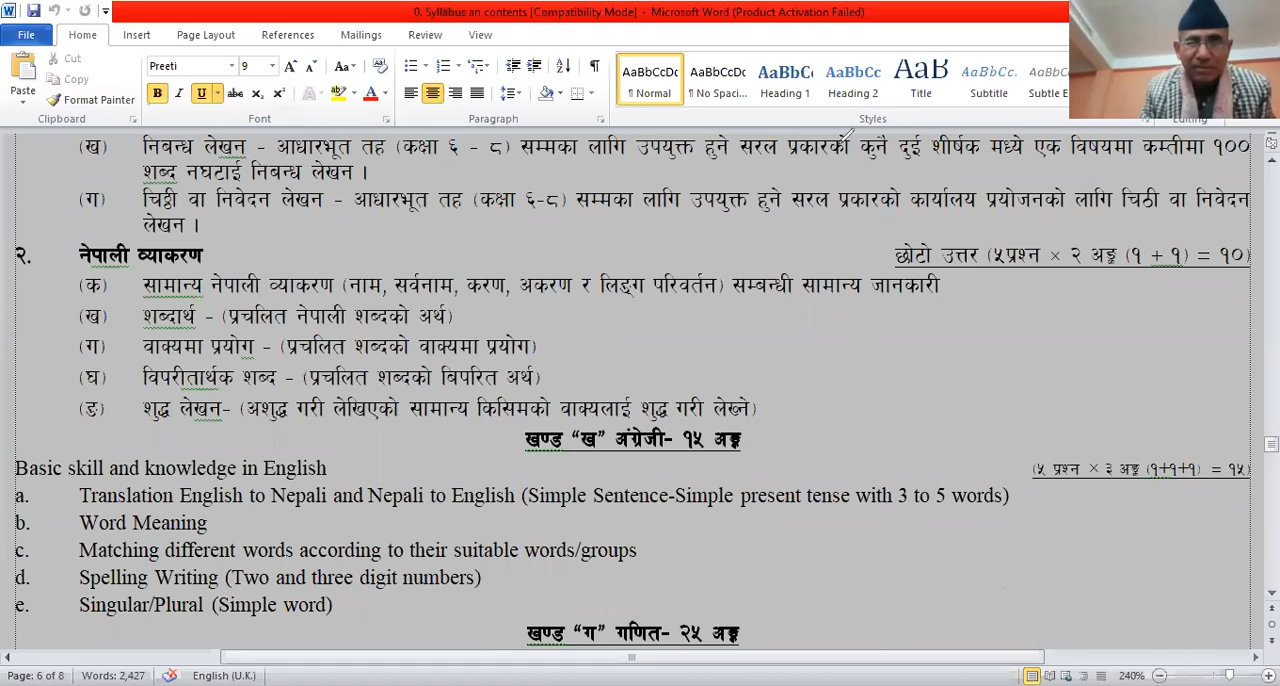 0. Syllabus an contents [Compatibility Mode] - Microsoft Word (Product Activation Failed)
File Home Insert Page Layout References Mailings Review View
Cut
Copy
Format Painter
Paste
Clipboard
Preeti 9
Font
Paragraph
AaBbCcDc AaBbCcDc AaBbC AaBbCc AaB AaBbCc. AaBbC
¶ Normal ¶ No Spaci... Heading 1 Heading 2 Title Subtitle Subtle E
Styles
Editing
(ख) निबन्ध लेखन - आधारभूत तह (कक्षा ६ - ८) सम्मका लागि उपयुक्त हुने सरल प्रकारको कुनै दुई शीर्षक मध्ये एक विषयमा कम्तीमा १००
शब्द नघटाई निबन्ध लेखन ।
(ग) चिठ्ठी वा निवेदन लेखन - आधारभूत तह (कक्षा ६-८) सम्मका लागि उपयुक्त हुने सरल प्रकारको कार्यालय प्रयोजनको लागि चिठी वा निवेदन
लेखन ।
२. नेपाली व्याकरण छोटो उत्तर (५प्रश्न × २ अङ्क (१ + १) = १०)
(क) सामान्य नेपाली व्याकरण (नाम, सर्वनाम, करण, अकरण र लिङ्ग परिवर्तन) सम्बन्धी सामान्य जानकारी
(ख) शब्दार्थ - (प्रचलित नेपाली शब्दको अर्थ)
(ग) वाक्यमा प्रयोग - (प्रचलित शब्दको वाक्यमा प्रयोग)
(घ) विपरीतार्थक शब्द - (प्रचलित शब्दको बिपरित अर्थ)
(ङ) शुद्ध लेखन- (अशुद्ध गरी लेखिएको सामान्य किसिमको वाक्यलाई शुद्ध गरी लेख्ने)
खण्ड “ख” अंग्रेजी- १५ अङ्क
Basic skill and knowledge in English (५ प्रश्न × ३ अङ्क (१+१+१) = १५)
a. Translation English to Nepali and Nepali to English (Simple Sentence-Simple present tense with 3 to 5 words)
b. Word Meaning
c. Matching different words according to their suitable words/groups
d. Spelling Writing (Two and three digit numbers)
e. Singular/Plural (Simple word)
खण्ड “ग” गणित- २५ अङ्क
Page: 6 of 8 Words: 2,427 English (U.K.) 240%